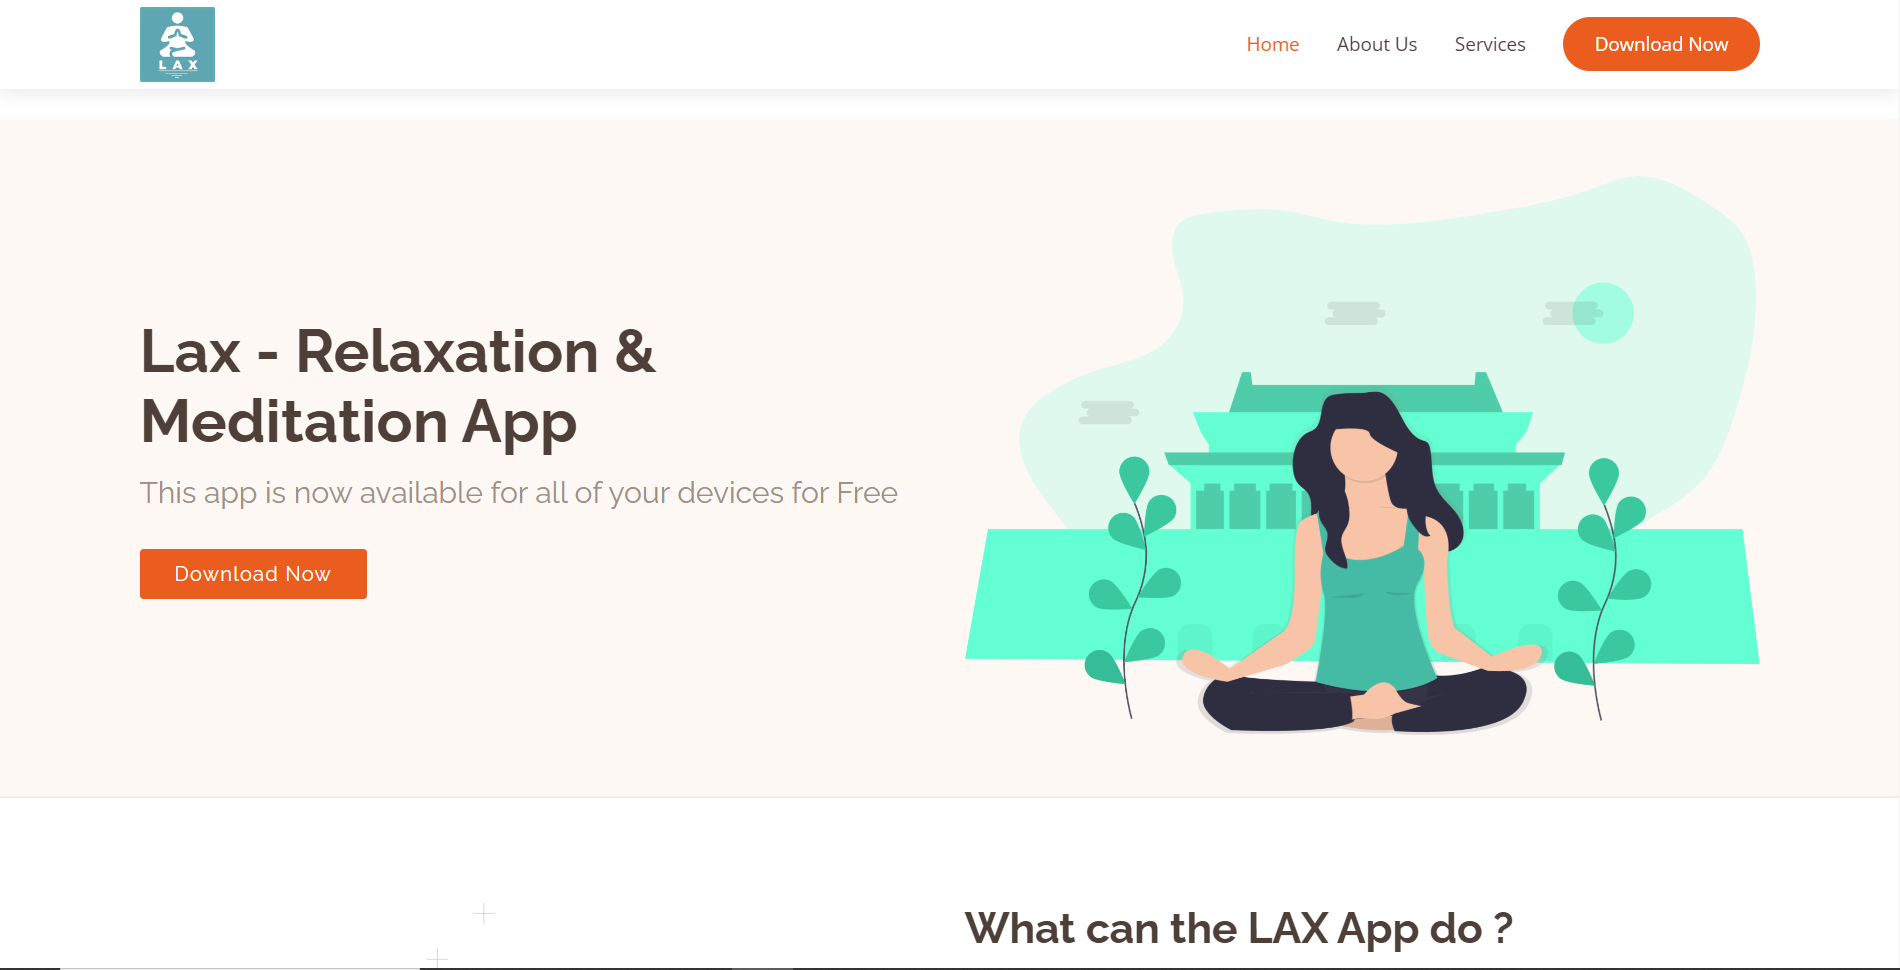 LAX
Home
About Us
Services
Download Now
Lax - Relaxation &
Meditation App
This app is now available for all of your devices for Free
Download Now
What can the LAX App do ?